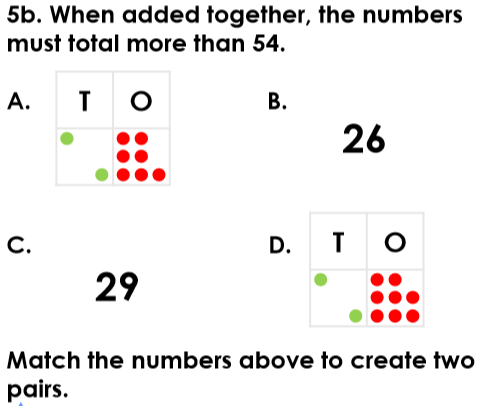 5b. When added together, the numbers
must total more than 54.
A.
T O
B.
26
C.
29
D.
T O
Match the numbers above to create two
pairs.